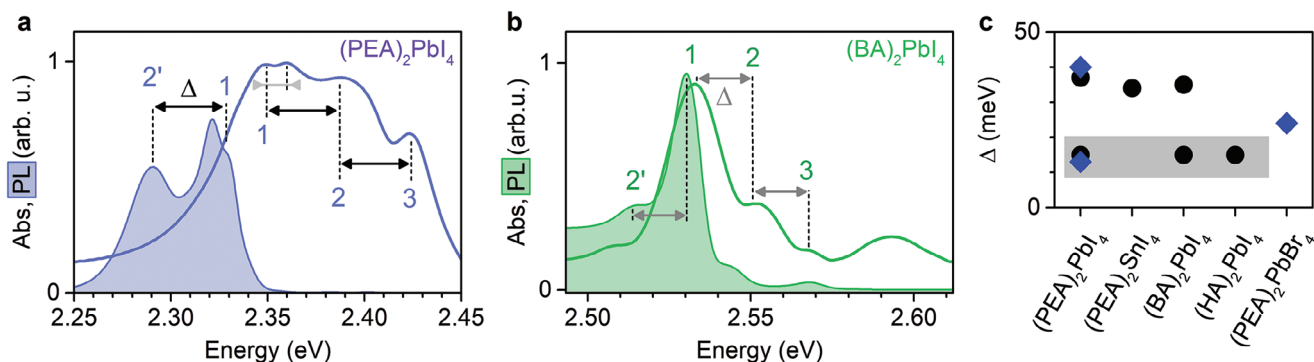 a
(PEA)₂PbI₄
Abs, PL (arb. u.)
1
0
2'
Δ
1
1
2
3
2.25
2.30
2.35
2.40
2.45
Energy (eV)
b
(BA)₂PbI₄
Abs, PL (arb.u.)
1
0
2'
1
2
Δ
3
2.50
2.55
2.60
Energy (eV)
c
Δ (meV)
50
0
(PEA)₂PbI₄
(PEA)₂SnI₄
(BA)₂PbI₄
(HA)₂PbI₄
(PEA)₂PbBr₄